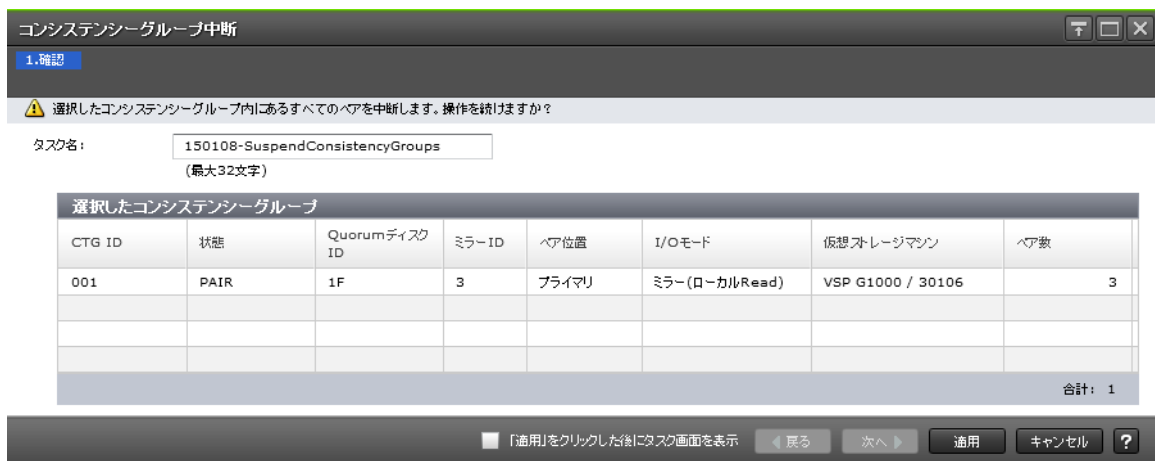 コンシステンシーグループ中断
1.確認
選択したコンシステンシーグループ内にあるすべてのペアを中断します。操作を続けますか？
タスク名: 150108-SuspendConsistencyGroups
(最大32文字)
選択したコンシステンシーグループ
CTG ID 状態 Quorumディスク ID ミラーID ペア位置 I/Oモード 仮想ストレージマシン ペア数
001 PAIR 1F 3 プライマリ ミラー(ローカルRead) VSP G1000 / 30106 3
合計: 1
「適用」をクリックした後にタスク画面を表示 戻る 次へ 適用 キャンセル ?